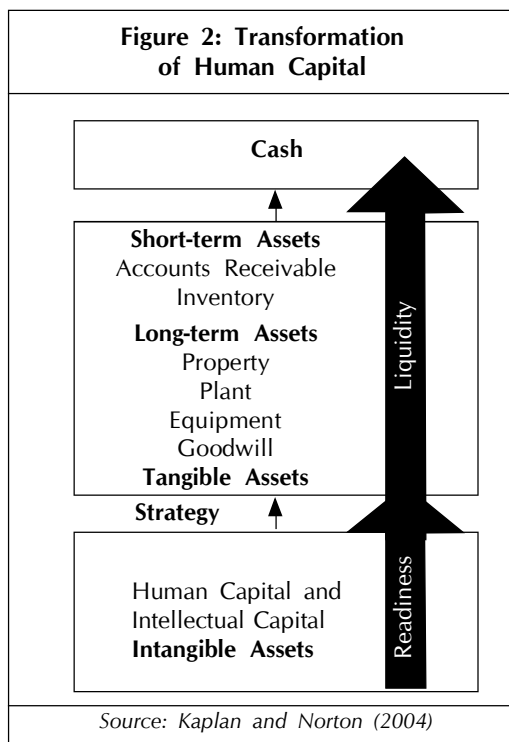 Figure 2: Transformation
of Human Capital
Cash
Short-term Assets
Accounts Receivable
Inventory
Long-term Assets
Property
Plant
Equipment
Goodwill
Tangible Assets
Liquidity
Strategy
Human Capital and
Intellectual Capital
Intangible Assets
Readiness
Source: Kaplan and Norton (2004)